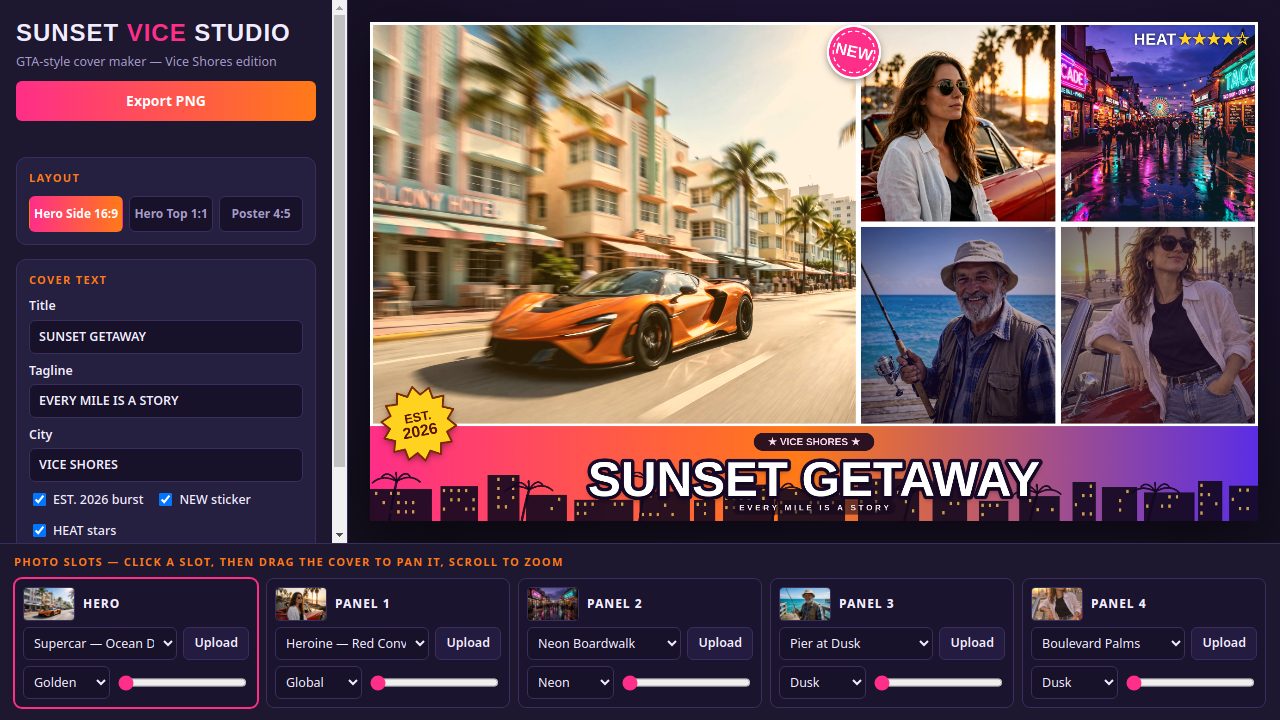 SUNSET VICE STUDIO
GTA-style cover maker — Vice Shores edition
Export PNG
LAYOUT
Hero Side 16:9
Hero Top 1:1
Poster 4:5
COVER TEXT
Title
SUNSET GETAWAY
Tagline
EVERY MILE IS A STORY
City
VICE SHORES
EST. 2026 burst
NEW sticker
HEAT stars
COLONY HOTEL
NEW
HEAT ★★★★☆
CADE
TACO
EST.
2026
★ VICE SHORES ★
SUNSET GETAWAY
EVERY MILE IS A STORY
PHOTO SLOTS — CLICK A SLOT, THEN DRAG THE COVER TO PAN IT, SCROLL TO ZOOM
HERO
Supercar — Ocean D
Upload
Golden
PANEL 1
Heroine — Red Conv
Upload
Global
PANEL 2
Neon Boardwalk
Upload
Neon
PANEL 3
Pier at Dusk
Upload
Dusk
PANEL 4
Boulevard Palms
Upload
Dusk